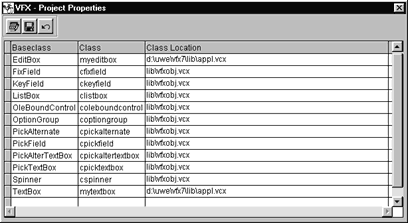 VFX - Project Properties
Baseclass Class Class Location
EditBox myeditbox d:\uwe\vfx7\lib\appl.vcx
FixField cfixfield lib\vfxobj.vcx
KeyField ckeyfield lib\vfxobj.vcx
ListBox clistbox lib\vfxobj.vcx
OleBoundControl coleboundcontrol lib\vfxobj.vcx
OptionGroup coptiongroup lib\vfxobj.vcx
PickAlternate cpickalternate lib\vfxobj.vcx
PickField cpickfield lib\vfxobj.vcx
PickAlterTextBox cpickaltertextbox lib\vfxobj.vcx
PickTextBox cpicktextbox lib\vfxobj.vcx
Spinner cspinner lib\vfxobj.vcx
TextBox mytextbox d:\uwe\vfx7\lib\appl.vcx